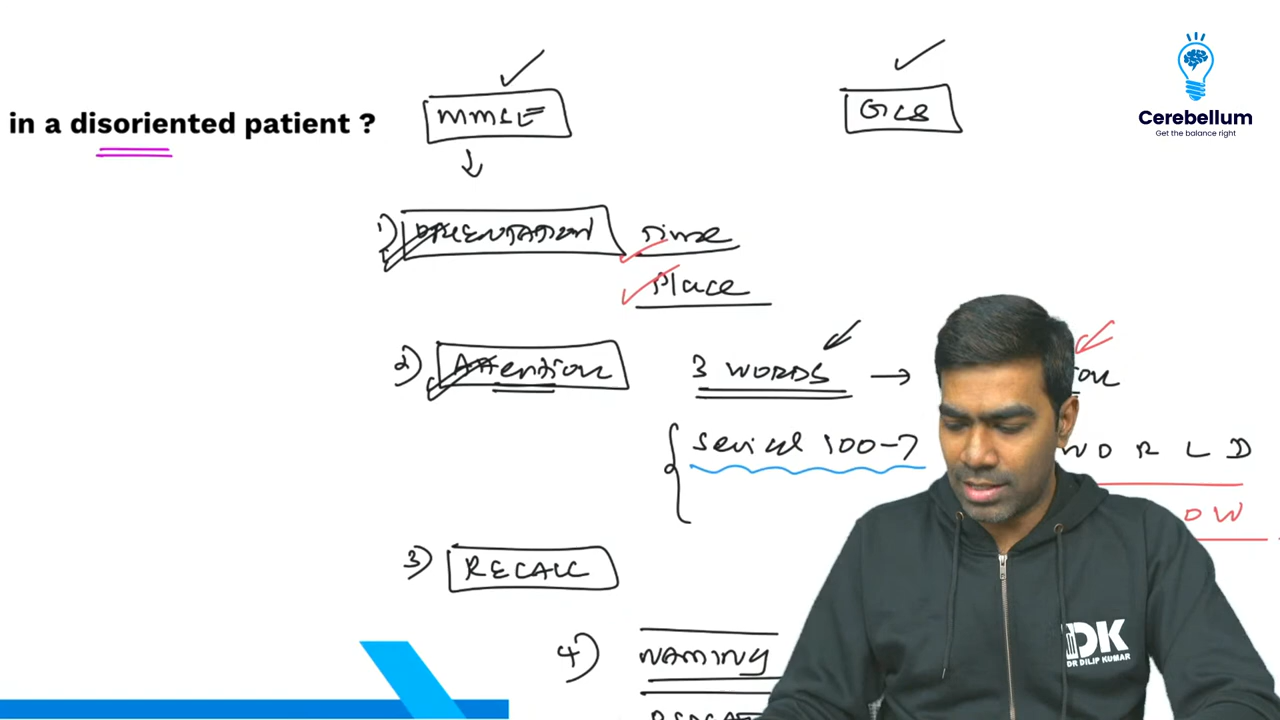 in a disoriented patient ?
MMSE
GCS
Cerebellum
Get the balance right
1) ORIENTATION Time
Place
2) Attention 3 WORDS →
Serial 100-7
W O R L D
O W
3) RECALL
4) NAMING
DK
DR DILIP KUMAR